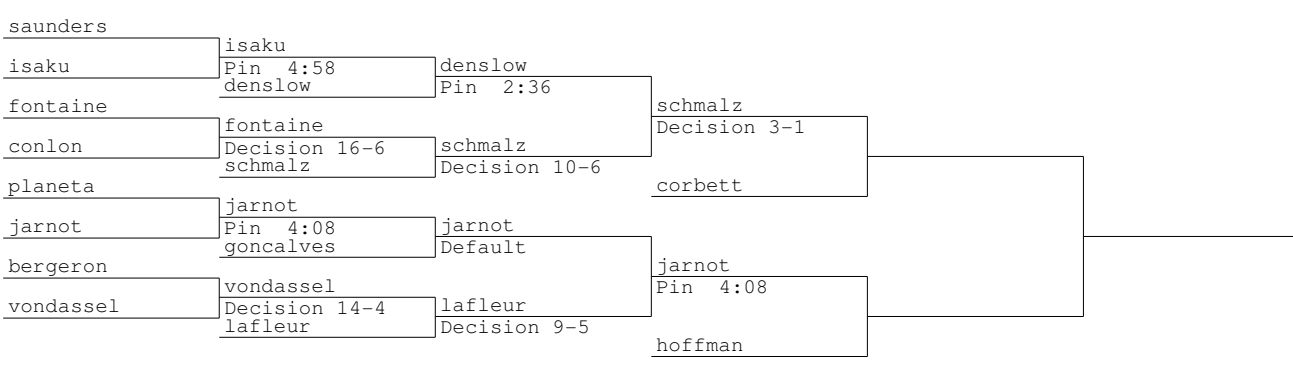 saunders
isaku
isaku
Pin 4:58
denslow
denslow
Pin 2:36
fontaine
schmalz
Decision 3-1
fontaine
conlon
Decision 16-6
schmalz
schmalz
Decision 10-6
planeta
corbett
jarnot
jarnot
Pin 4:08
jarnot
goncalves
Default
bergeron
jarnot
Pin 4:08
vondassel
vondassel
Decision 14-4
lafleur
lafleur
Decision 9-5
hoffman